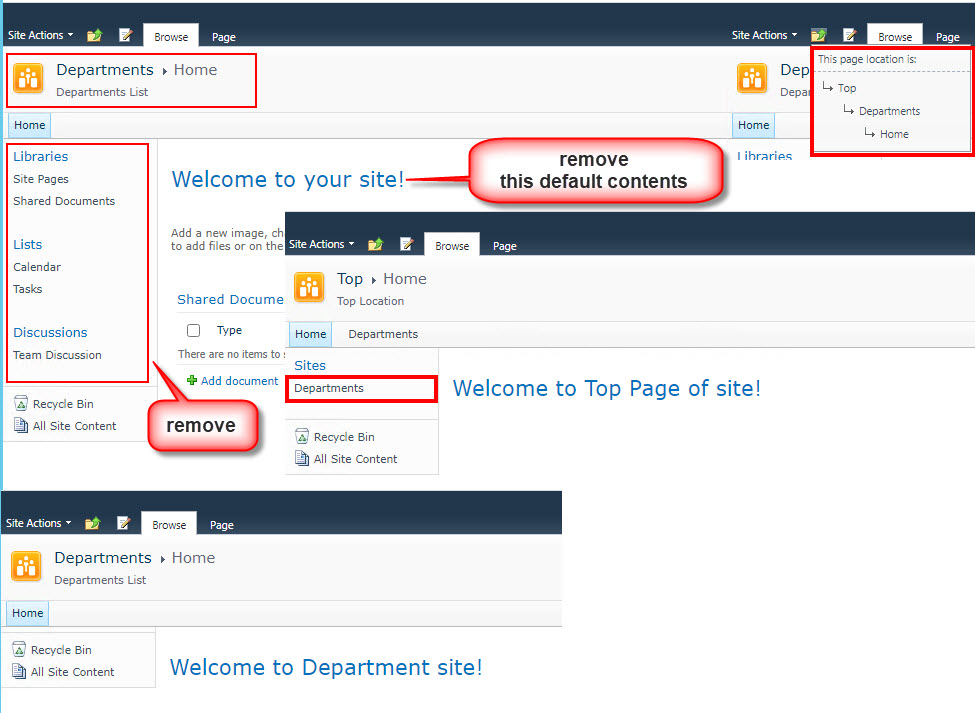 Site Actions Browse Page
Departments ▸ Home
Departments List
Home
Libraries
Site Pages
Shared Documents
Lists
Calendar
Tasks
Discussions
Team Discussion
Recycle Bin
All Site Content
remove
Welcome to your site!
remove
this default contents
Add a new image, ch
to add files or on the
Shared Docume
Type
There are no items to s
Add document
Site Actions Browse Page
Dep
Depar
Home
Libraries
This page location is:
Top
Departments
Home
Site Actions Browse Page
Top ▸ Home
Top Location
Home Departments
Sites
Departments
Recycle Bin
All Site Content
Welcome to Top Page of site!
Site Actions Browse Page
Departments ▸ Home
Departments List
Home
Recycle Bin
All Site Content
Welcome to Department site!